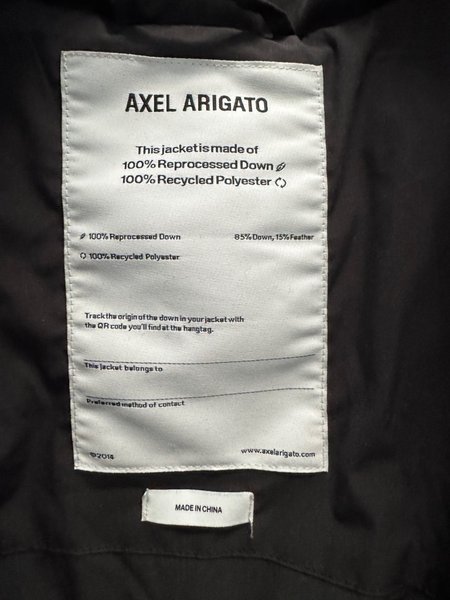 AXEL ARIGATO
This jacket is made of
100% Reprocessed Down
100% Recycled Polyester
100% Reprocessed Down 85% Down, 15% Feather
100% Recycled Polyester
Track the origin of the down in your jacket with
the QR code you'll find at the hangtag.
This jacket belongs to
Preferred method of contact
©2014 www.axelarigato.com
MADE IN CHINA